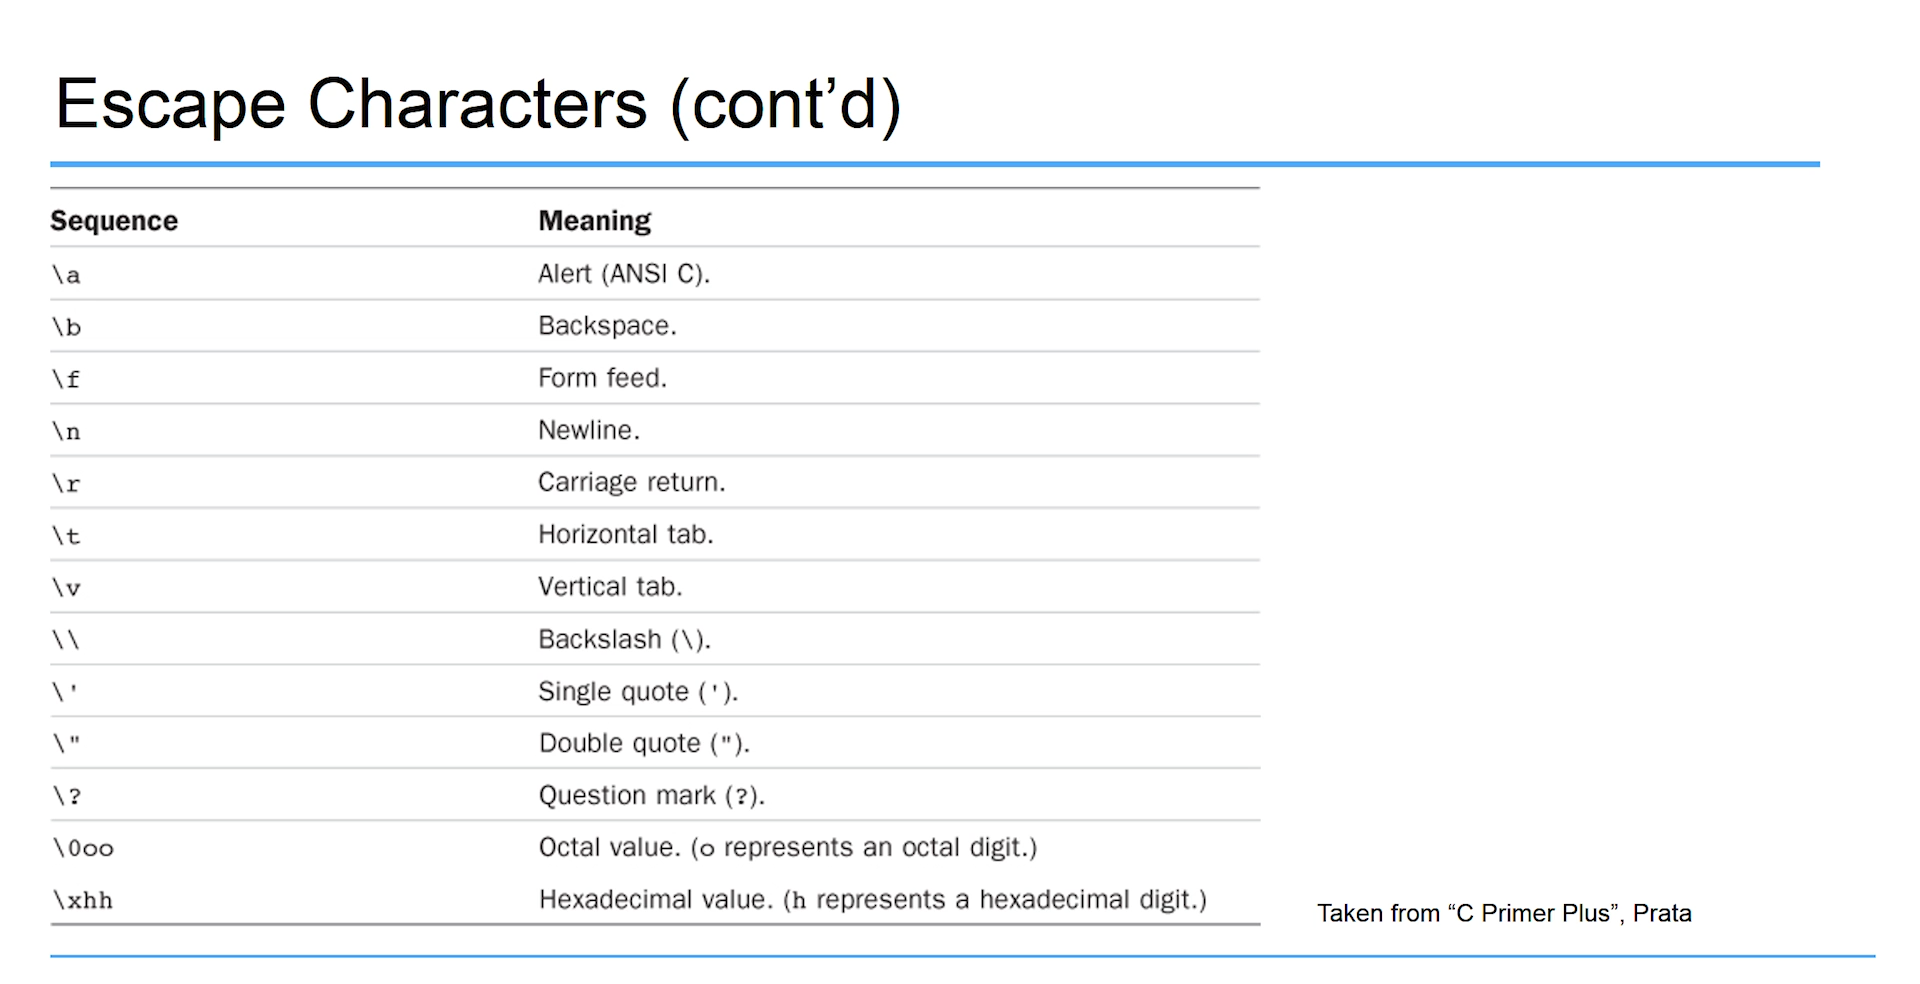 Escape Characters (cont’d)
Sequence Meaning
\a Alert (ANSI C).
\b Backspace.
\f Form feed.
\n Newline.
\r Carriage return.
\t Horizontal tab.
\v Vertical tab.
\\ Backslash (\).
\' Single quote (').
\" Double quote (").
\? Question mark (?).
\0oo Octal value. (o represents an octal digit.)
\xhh Hexadecimal value. (h represents a hexadecimal digit.)
Taken from “C Primer Plus”, Prata